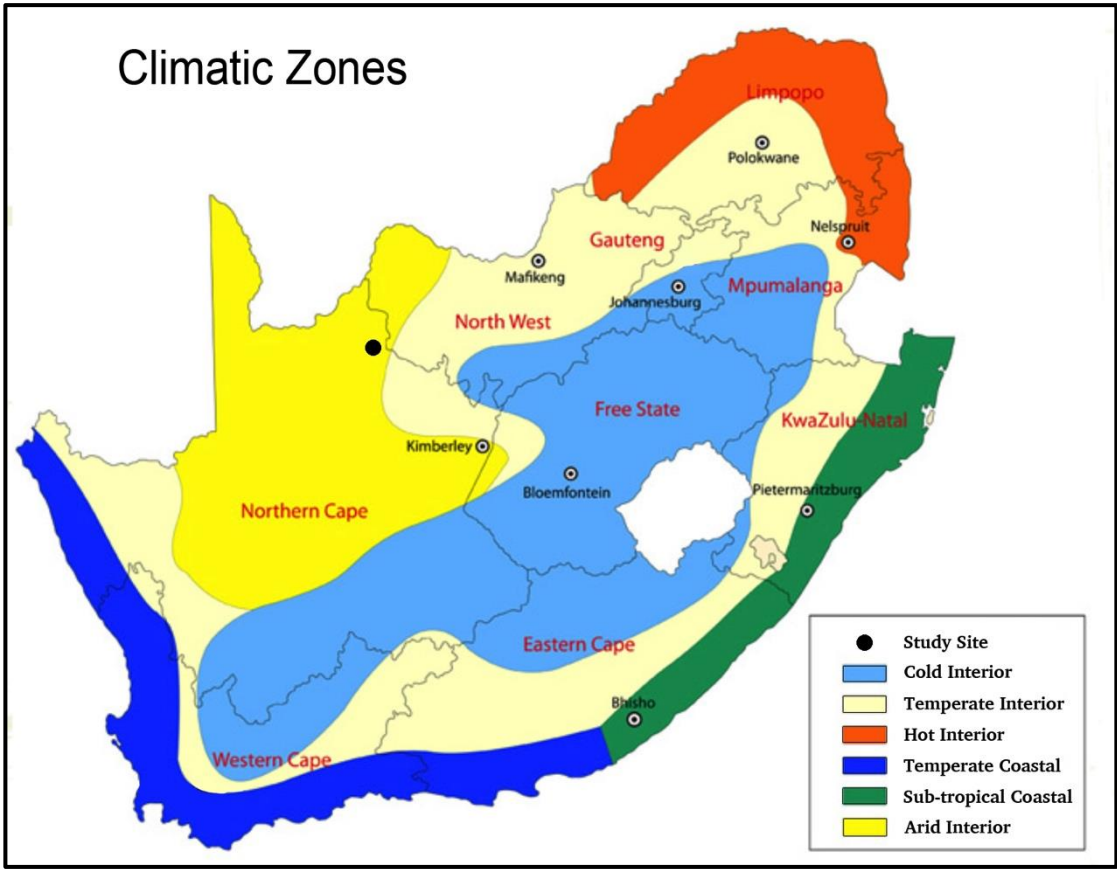 Climatic Zones
Limpopo
Polokwane
Nelspruit
Gauteng
Mafikeng
Mpumalanga
Johannesburg
North West
Free State
KwaZulu-Natal
Kimberley
Bloemfontein
Pietermaritzburg
Northern Cape
Eastern Cape
Bhisho
Western Cape
Study Site
Cold Interior
Temperate Interior
Hot Interior
Temperate Coastal
Sub-tropical Coastal
Arid Interior